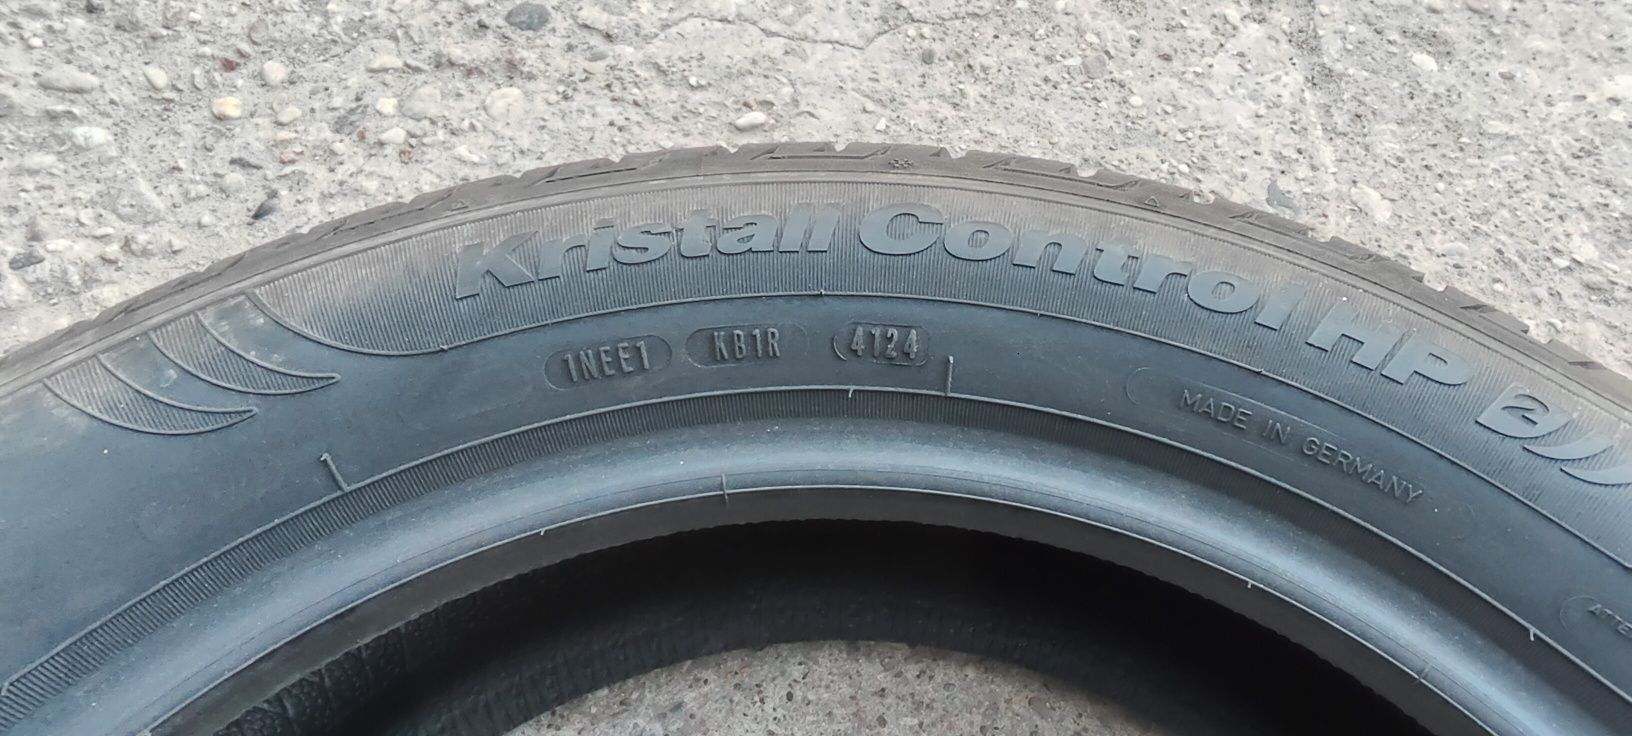 Kristall Control HP 2
1NEE1 KB1R 4124
MADE IN GERMANY